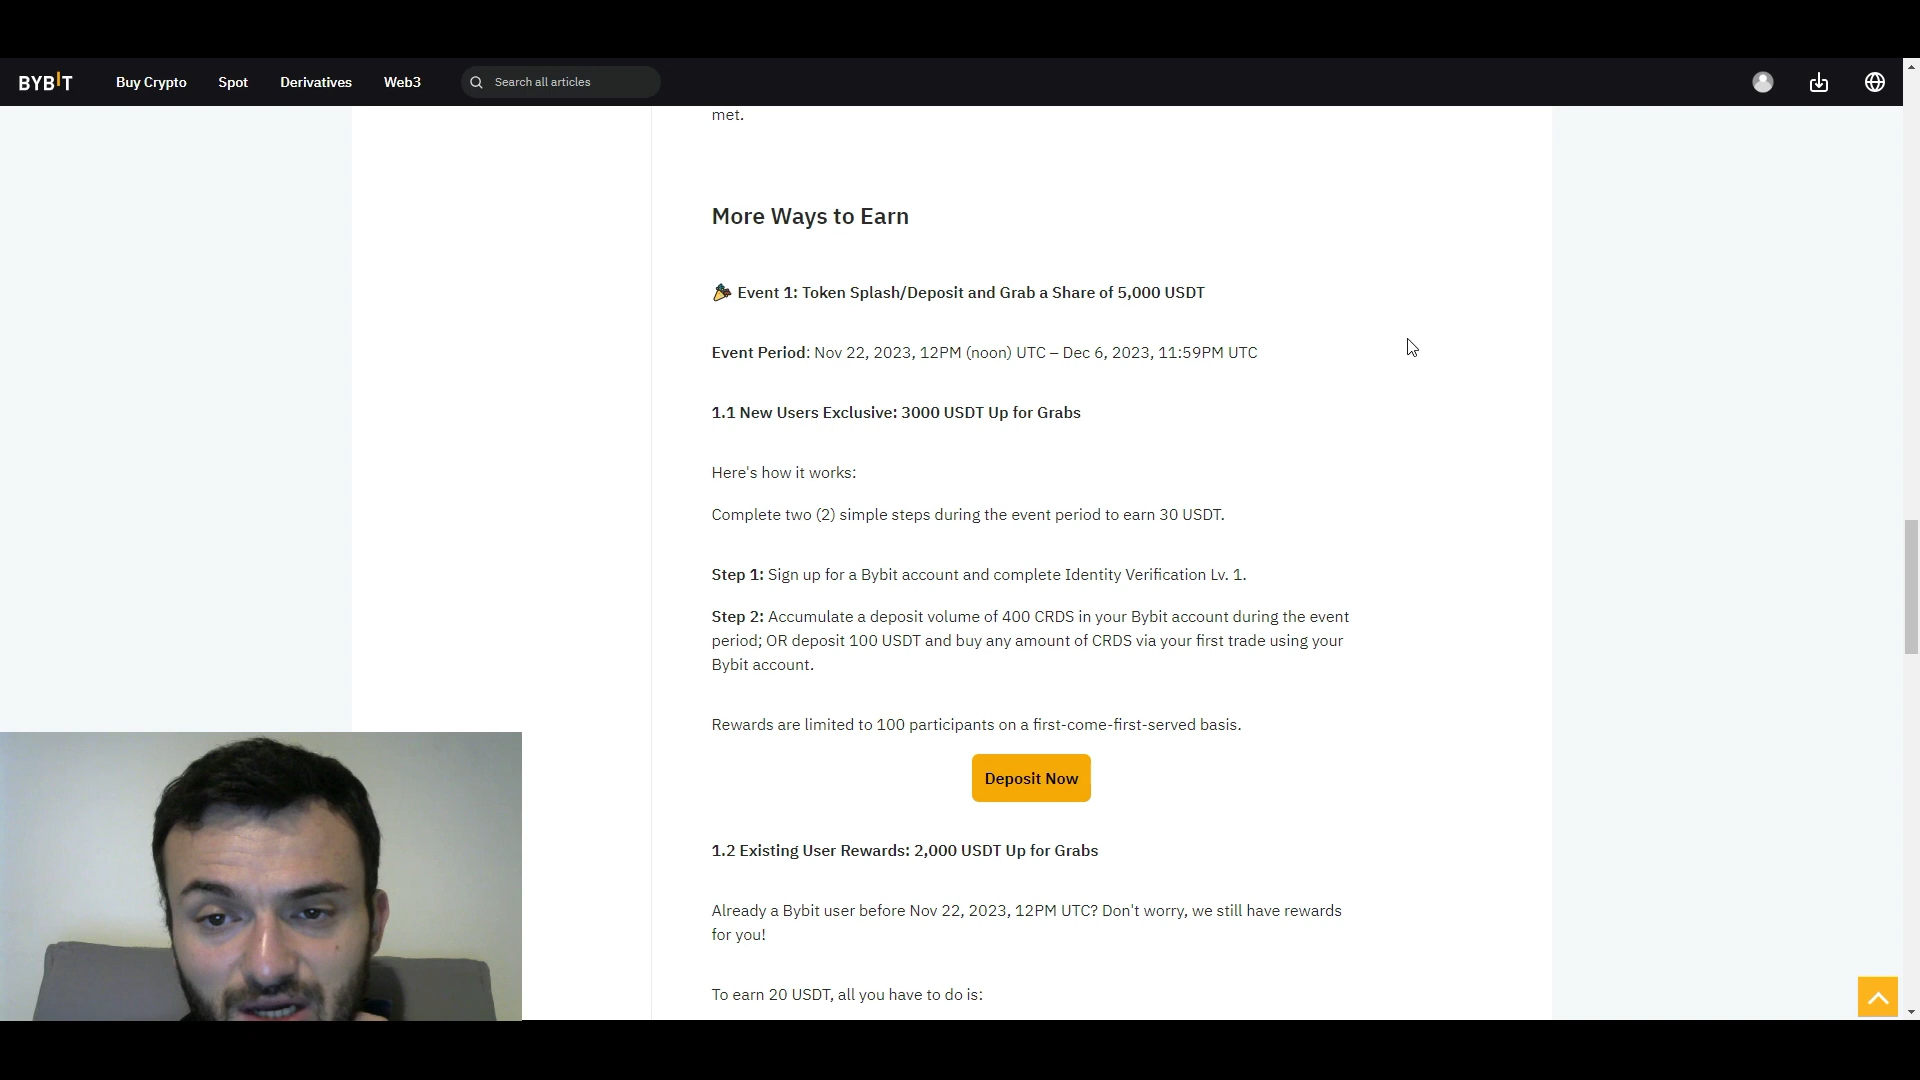 BYBIT Buy Crypto Spot Derivatives Web3 Search all articles
met.
More Ways to Earn
🎉 Event 1: Token Splash/Deposit and Grab a Share of 5,000 USDT
Event Period: Nov 22, 2023, 12PM (noon) UTC – Dec 6, 2023, 11:59PM UTC
1.1 New Users Exclusive: 3000 USDT Up for Grabs
Here's how it works:
Complete two (2) simple steps during the event period to earn 30 USDT.
Step 1: Sign up for a Bybit account and complete Identity Verification Lv. 1.
Step 2: Accumulate a deposit volume of 400 CRDS in your Bybit account during the event
period; OR deposit 100 USDT and buy any amount of CRDS via your first trade using your
Bybit account.
Rewards are limited to 100 participants on a first-come-first-served basis.
Deposit Now
1.2 Existing User Rewards: 2,000 USDT Up for Grabs
Already a Bybit user before Nov 22, 2023, 12PM UTC? Don't worry, we still have rewards
for you!
To earn 20 USDT, all you have to do is: